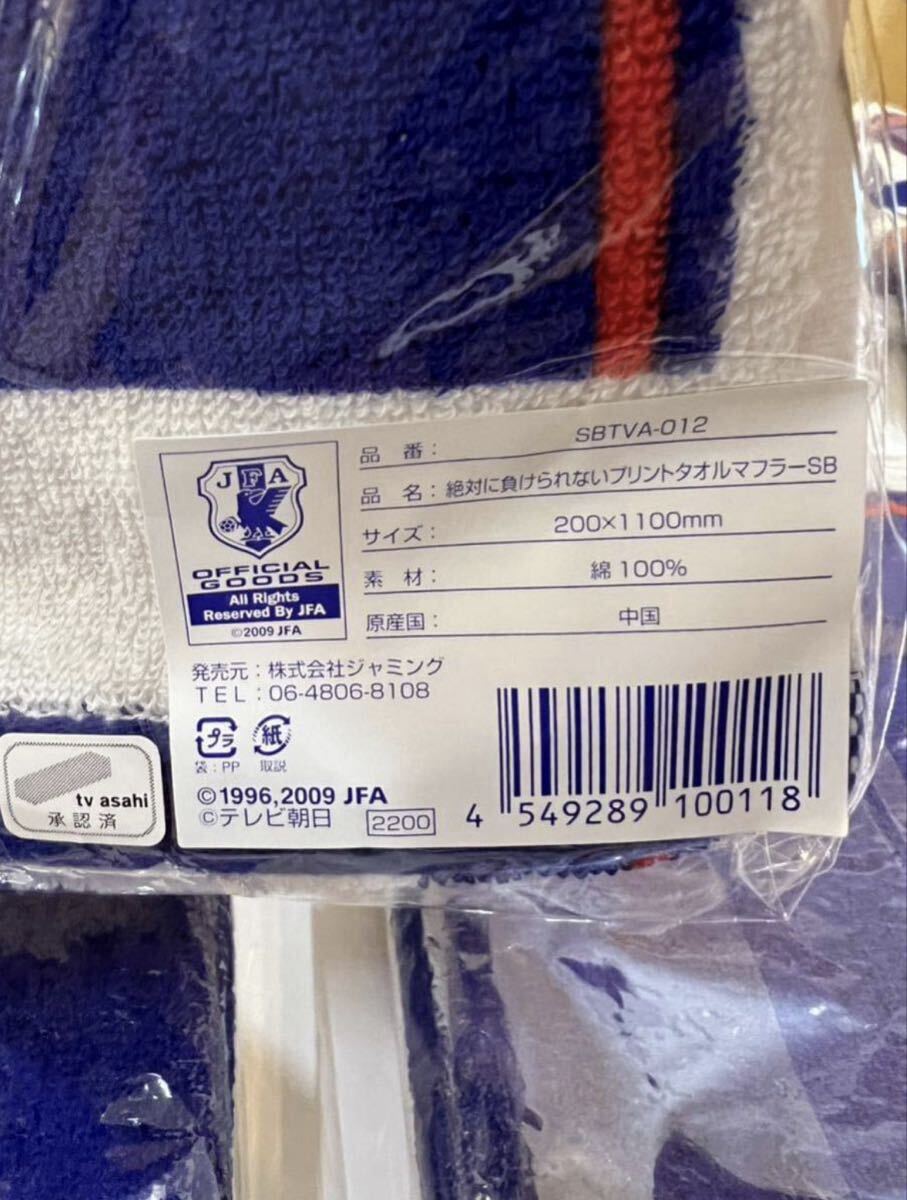 JFA
OFFICIAL
GOODS
All Rights
Reserved By JFA
©2009 JFA
品 番： SBTVA-012
品 名：絶対に負けられないプリントタオルマフラーSB
サイズ： 200×1100mm
素 材： 綿 100%
原産国： 中国
発売元：株式会社ジャミング
TEL：06-4806-8108
プラ
袋：PP
紙
取説
©1996,2009 JFA
©テレビ朝日
2200
4 549289 100118
tv asahi
承認済